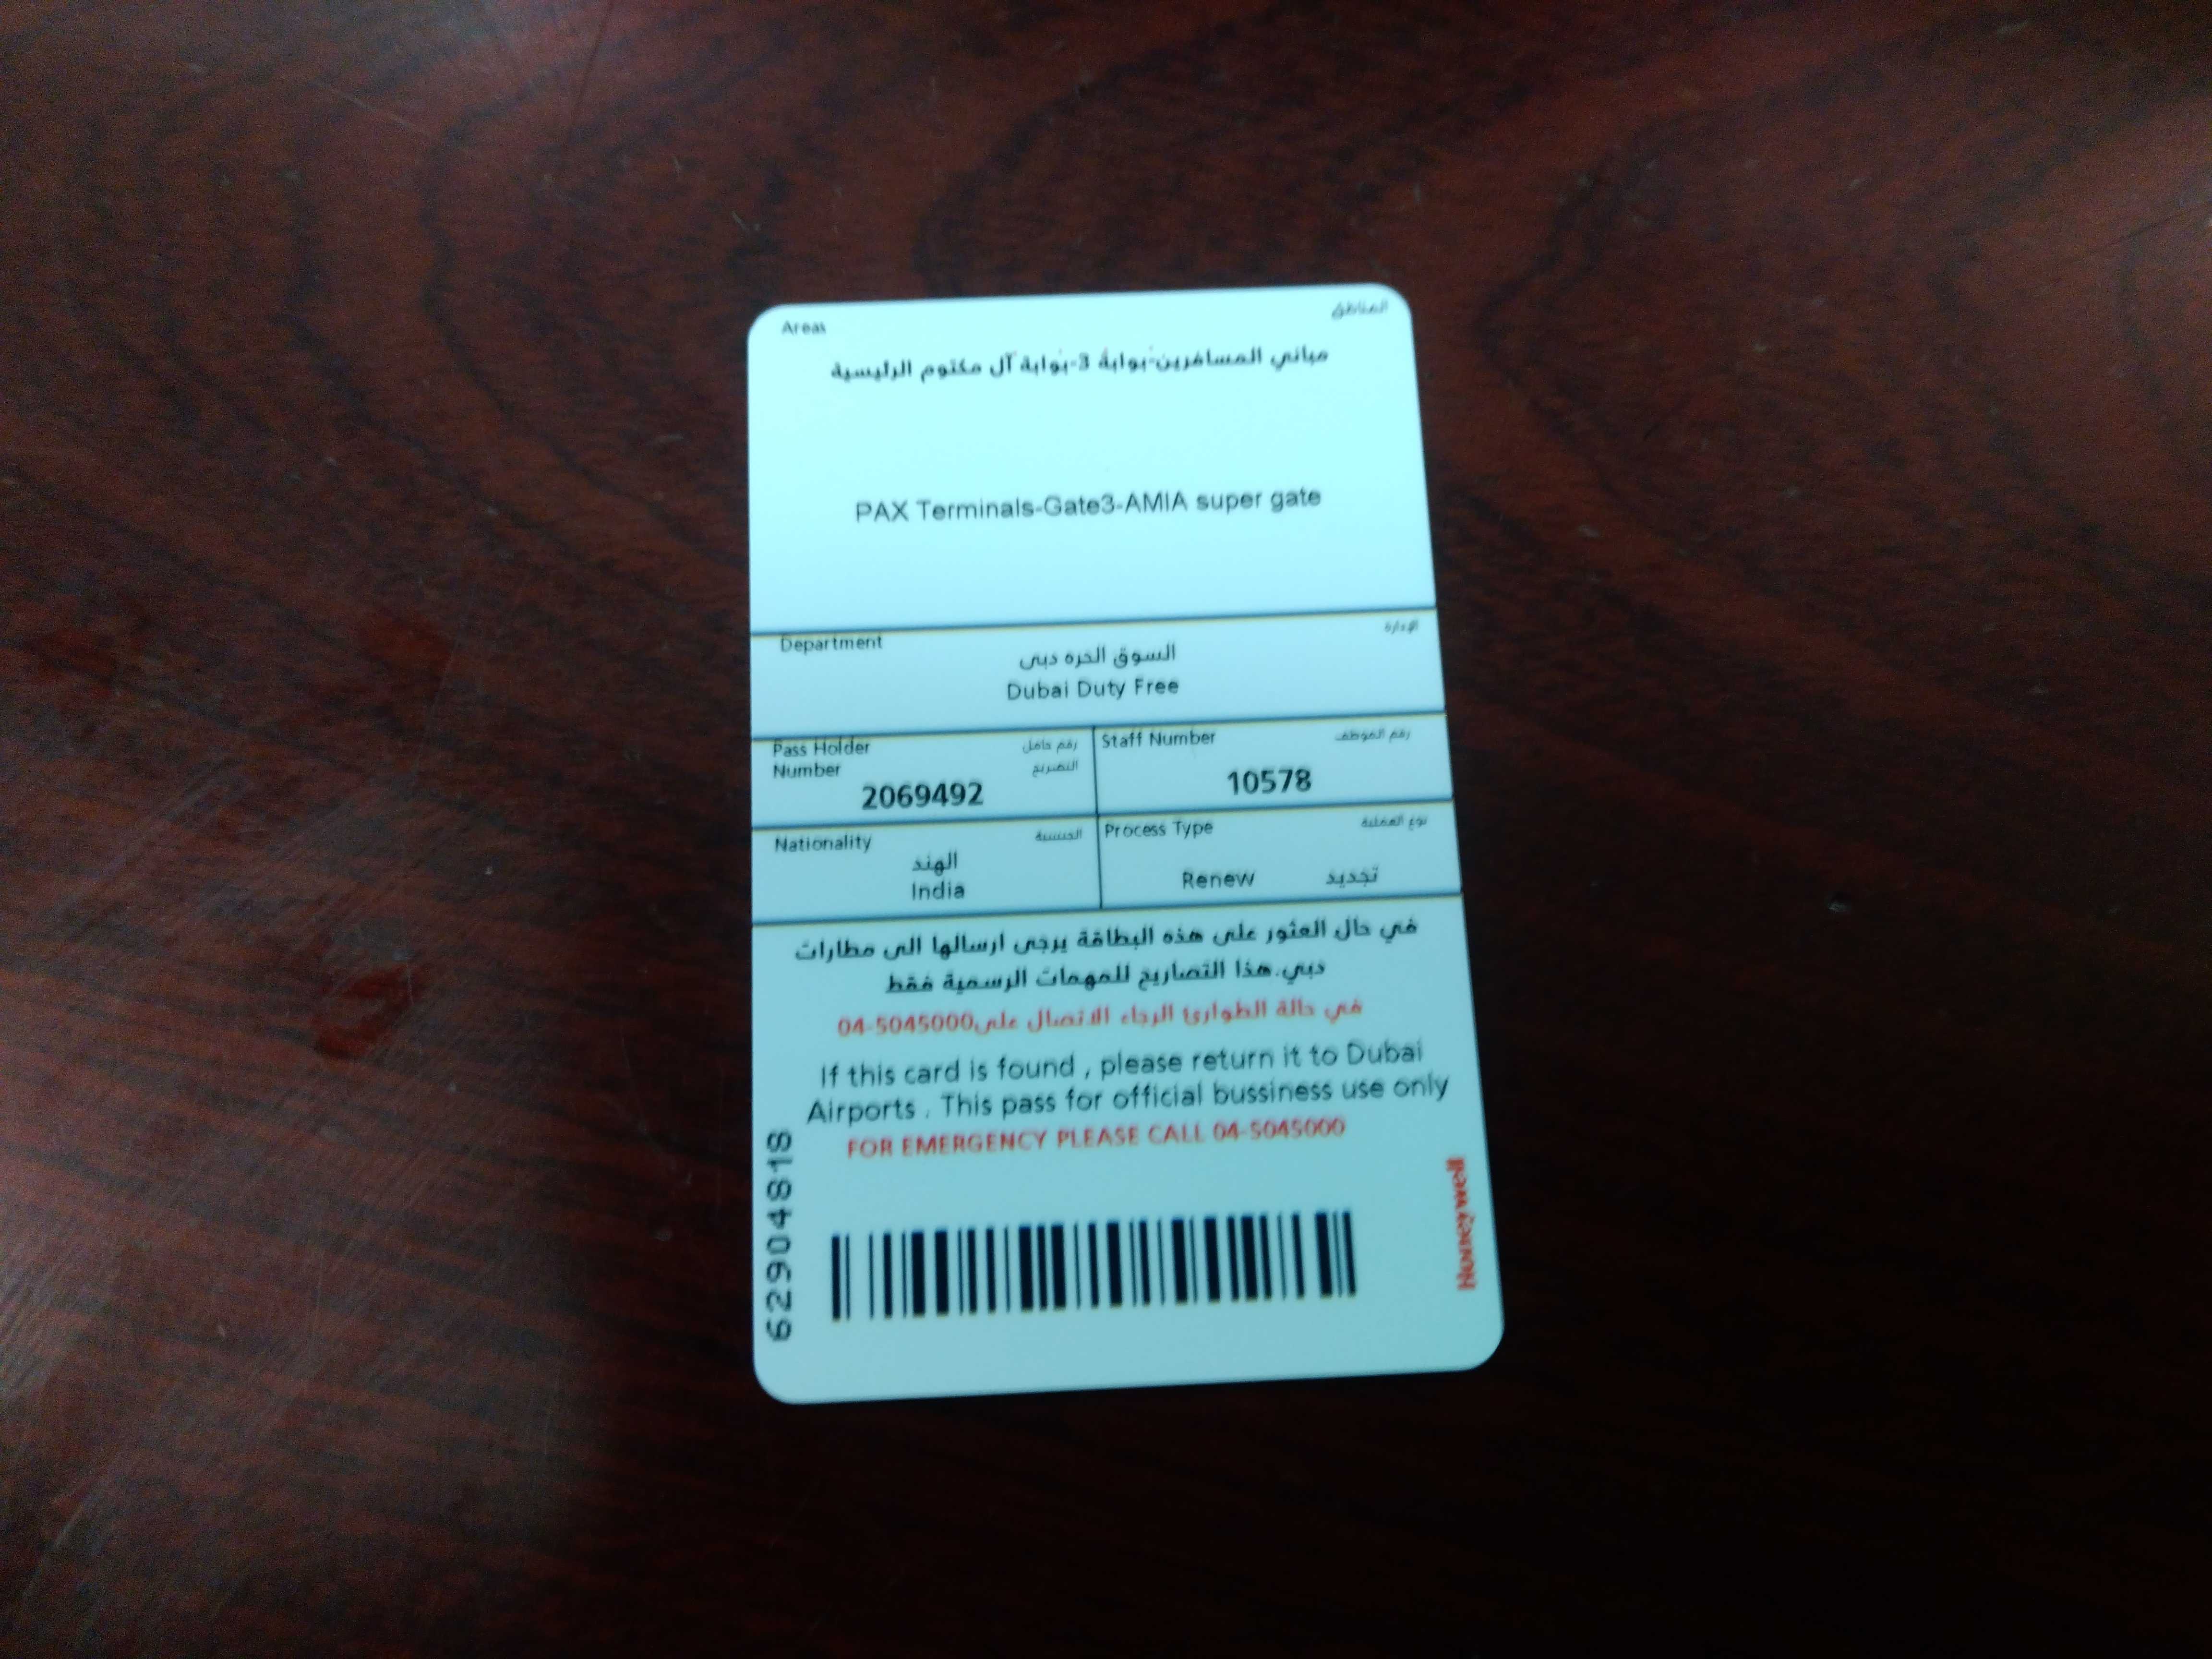 Areas المناطق
مباني المسافرين-بوابة 3-بوابة آل مكتوم الرئيسية
PAX Terminals-Gate3-AMIA super gate
Department الإدارة
السوق الحره دبى
Dubai Duty Free
Pass Holder رقم حامل
Number التصريح
2069492
Staff Number رقم الموظف
10578
Nationality الجنسية
الهند
India
Process Type نوع العملية
Renew تجديد
في حال العثور على هذه البطاقة يرجى ارسالها الى مطارات
دبي.هذا التصاريح للمهمات الرسمية فقط
في حالة الطوارئ الرجاء الاتصال على04-5045000
If this card is found , please return it to Dubai
Airports . This pass for official bussiness use only
FOR EMERGENCY PLEASE CALL 04-5045000
62904818
Honeywell